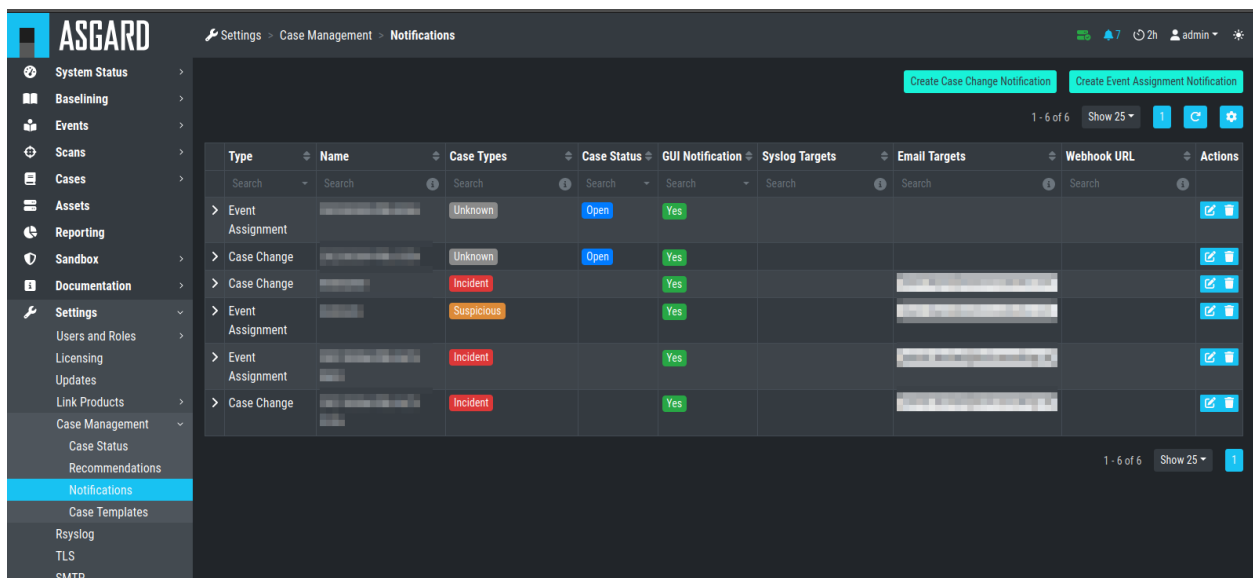 ASGARD
Settings > Case Management > Notifications
7 2h admin
System Status
Baselining
Events
Scans
Cases
Assets
Reporting
Sandbox
Documentation
Settings
Users and Roles
Licensing
Updates
Link Products
Case Management
Case Status
Recommendations
Notifications
Case Templates
Rsyslog
TLS
SMTP
Create Case Change Notification Create Event Assignment Notification
1 - 6 of 6 Show 25 1
Type Name Case Types Case Status GUI Notification Syslog Targets Email Targets Webhook URL Actions
Search Search Search Search Search Search Search Search
Event Assignment Unknown Open Yes
Case Change Unknown Open Yes
Case Change Incident Yes
Event Assignment Suspicious Yes
Event Assignment Incident Yes
Case Change Incident Yes
1 - 6 of 6 Show 25 1